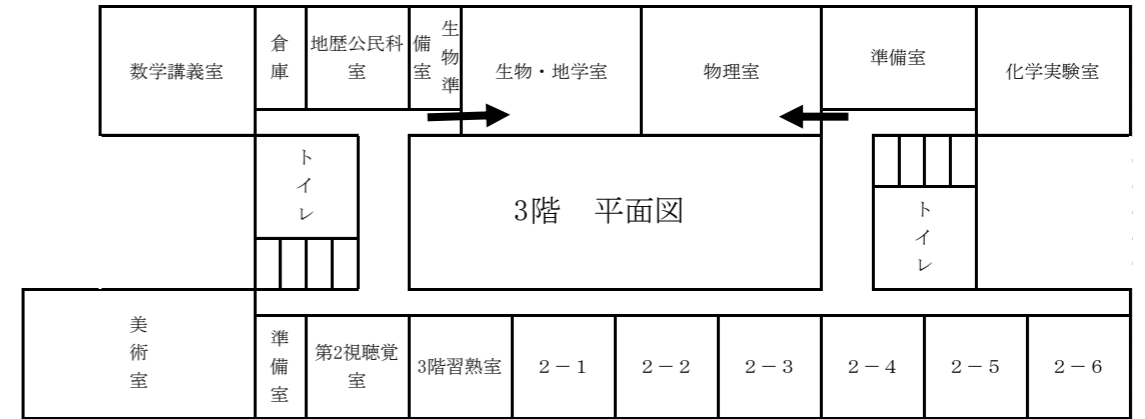 数学講義室
倉庫
地歴公民科
室
生物準
備室
生物・地学室
物理室
準備室
化学実験室
トイレ
3階　平面図
トイレ
美術室
準備室
第2視聴覚
室
3階習熟室
２－１
２－２
２－３
２－４
２－５
２－６